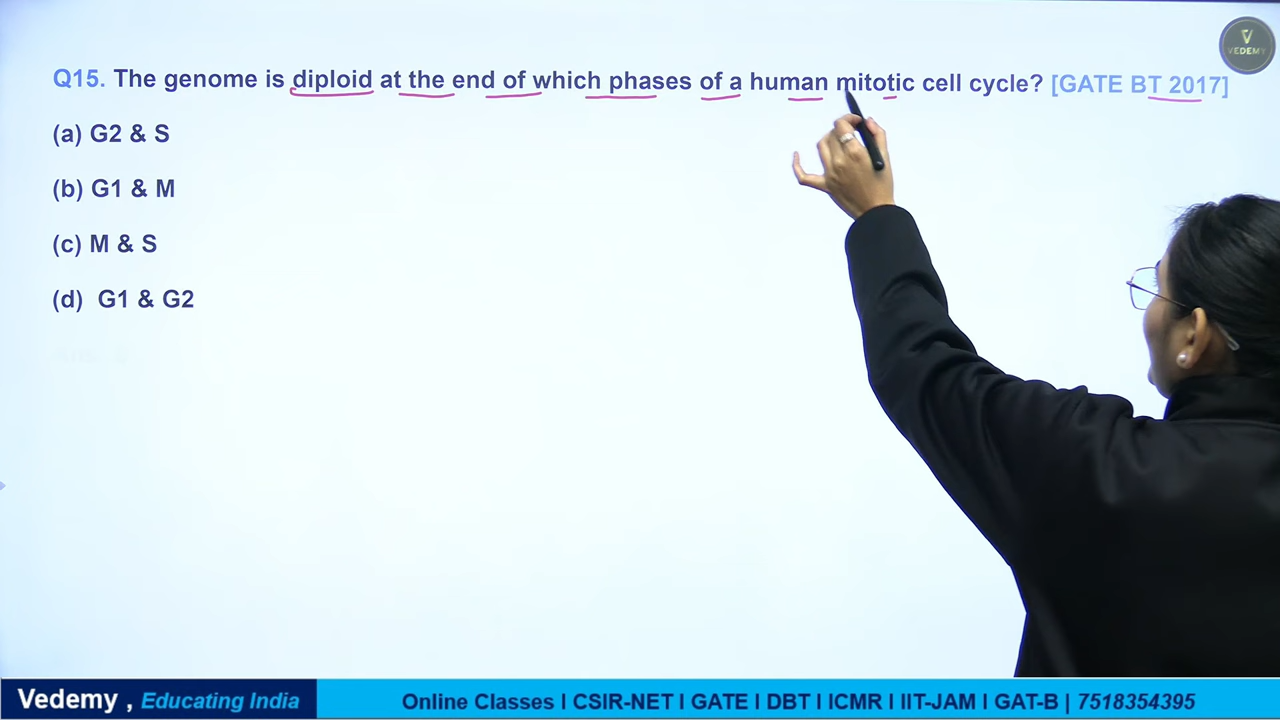 Q15. The genome is diploid at the end of which phases of a human mitotic cell cycle? [GATE BT 2017]
(a) G2 & S
(b) G1 & M
(c) M & S
(d) G1 & G2
V
VEDEMY
Vedemy , Educating India
Online Classes I CSIR-NET I GATE I DBT I ICMR I IIT-JAM I GAT-B | 7518354395